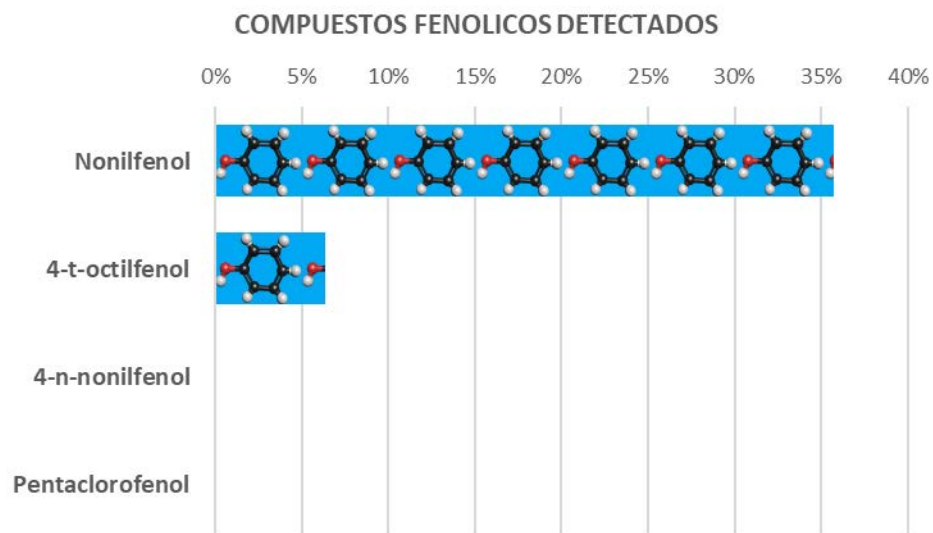 COMPUESTOS FENOLICOS DETECTADOS
0% 5% 10% 15% 20% 25% 30% 35% 40%
Nonilfenol
4-t-octilfenol
4-n-nonilfenol
Pentaclorofenol